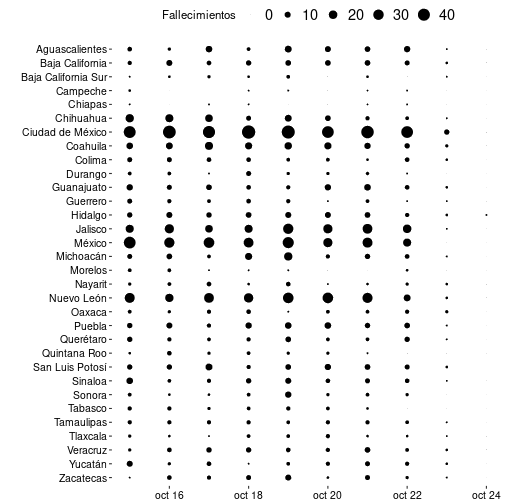 Fallecimientos 0 10 20 30 40
Aguascalientes
Baja California
Baja California Sur
Campeche
Chiapas
Chihuahua
Ciudad de México
Coahuila
Colima
Durango
Guanajuato
Guerrero
Hidalgo
Jalisco
México
Michoacán
Morelos
Nayarit
Nuevo León
Oaxaca
Puebla
Querétaro
Quintana Roo
San Luis Potosí
Sinaloa
Sonora
Tabasco
Tamaulipas
Tlaxcala
Veracruz
Yucatán
Zacatecas
oct 16 oct 18 oct 20 oct 22 oct 24